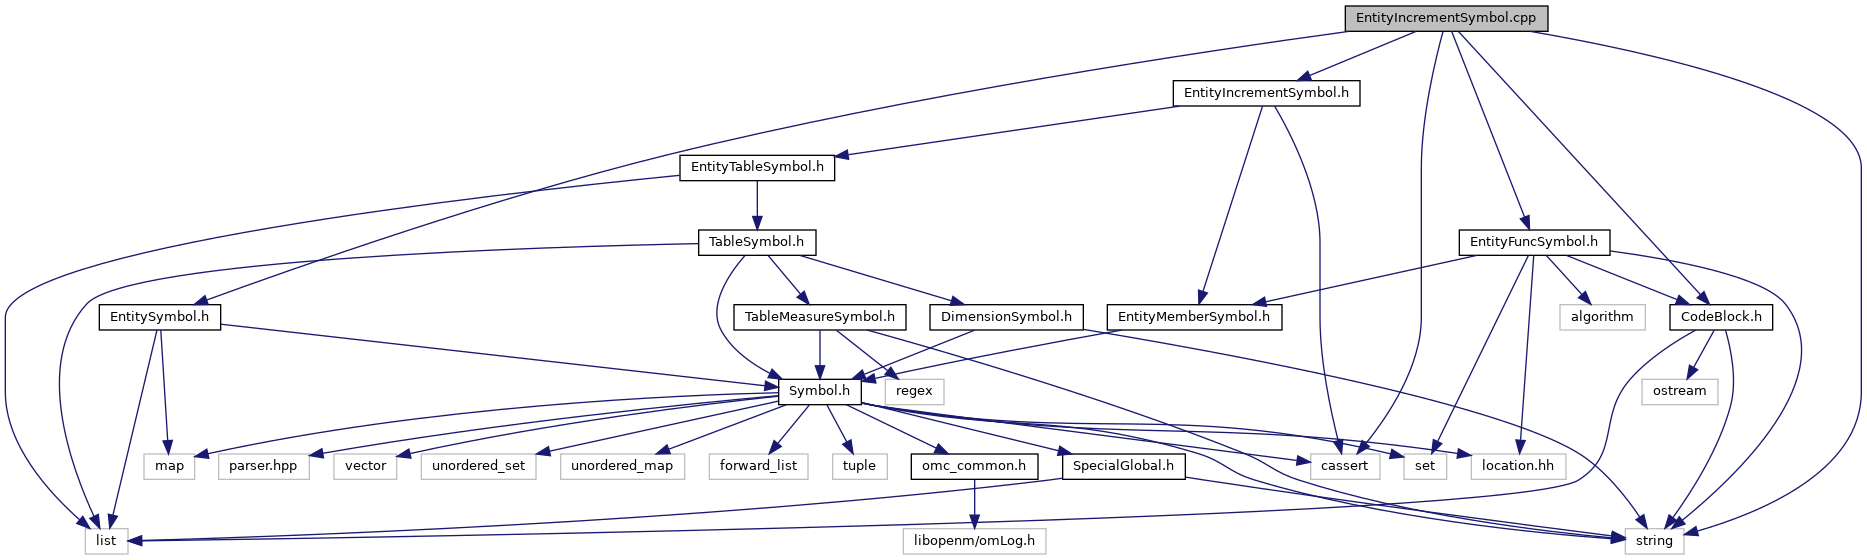 EntityIncrementSymbol.cpp
EntityIncrementSymbol.h
EntityTableSymbol.h
TableSymbol.h
EntityFuncSymbol.h
EntitySymbol.h
TableMeasureSymbol.h
DimensionSymbol.h
EntityMemberSymbol.h
algorithm
CodeBlock.h
Symbol.h
regex
ostream
map
parser.hpp
vector
unordered_set
unordered_map
forward_list
tuple
omc_common.h
SpecialGlobal.h
cassert
set
location.hh
list
libopenm/omLog.h
string